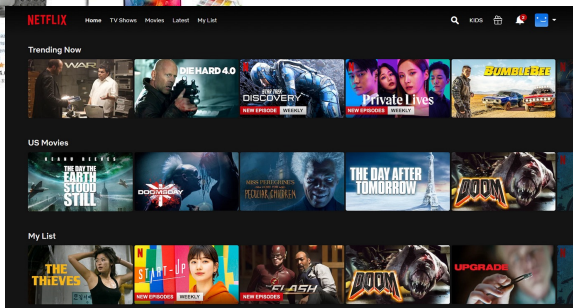 NETFLIX
Home TV Shows Movies Latest My List
KIDS
2
Trending Now
WAR
DIE HARD 4.0
STAR TREK
DISCOVERY
NEW EPISODE WEEKLY
Private Lives
NEW EPISODES WEEKLY
BUMBLEBEE
US Movies
KEANU REEVES
THE DAY THE
EARTH
STOOD
STILL
DOOMSDAY
MISS PEREGRINE'S
PECULIAR CHILDREN
THE DAY AFTER
TOMORROW
DOOM
My List
THE
THIEVES
START-UP
NEW EPISODES WEEKLY
THE FLASH
NEW EPISODES
DOOM
UPGRADE